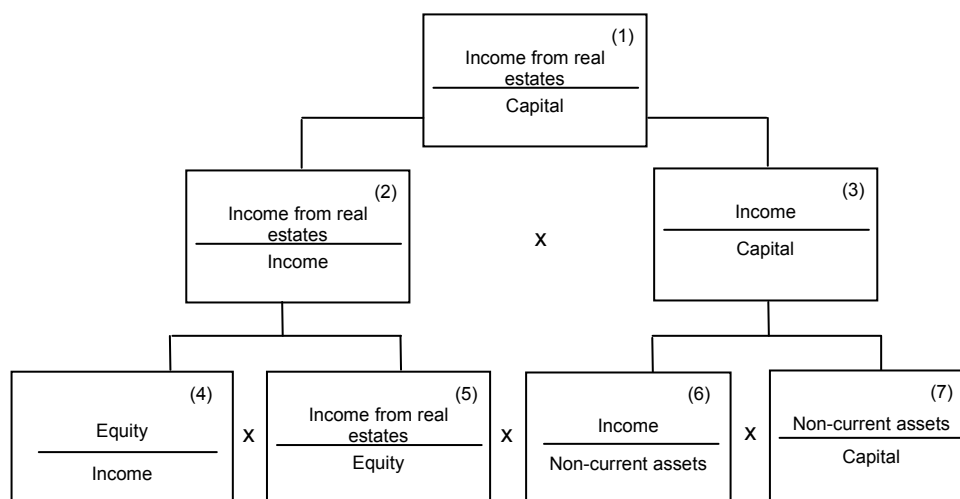 (1)
Income from real
estates
Capital
(2)
Income from real
estates
Income
x
(3)
Income
Capital
(4)
Equity
Income
x
(5)
Income from real
estates
Equity
x
(6)
Income
Non-current assets
x
(7)
Non-current assets
Capital